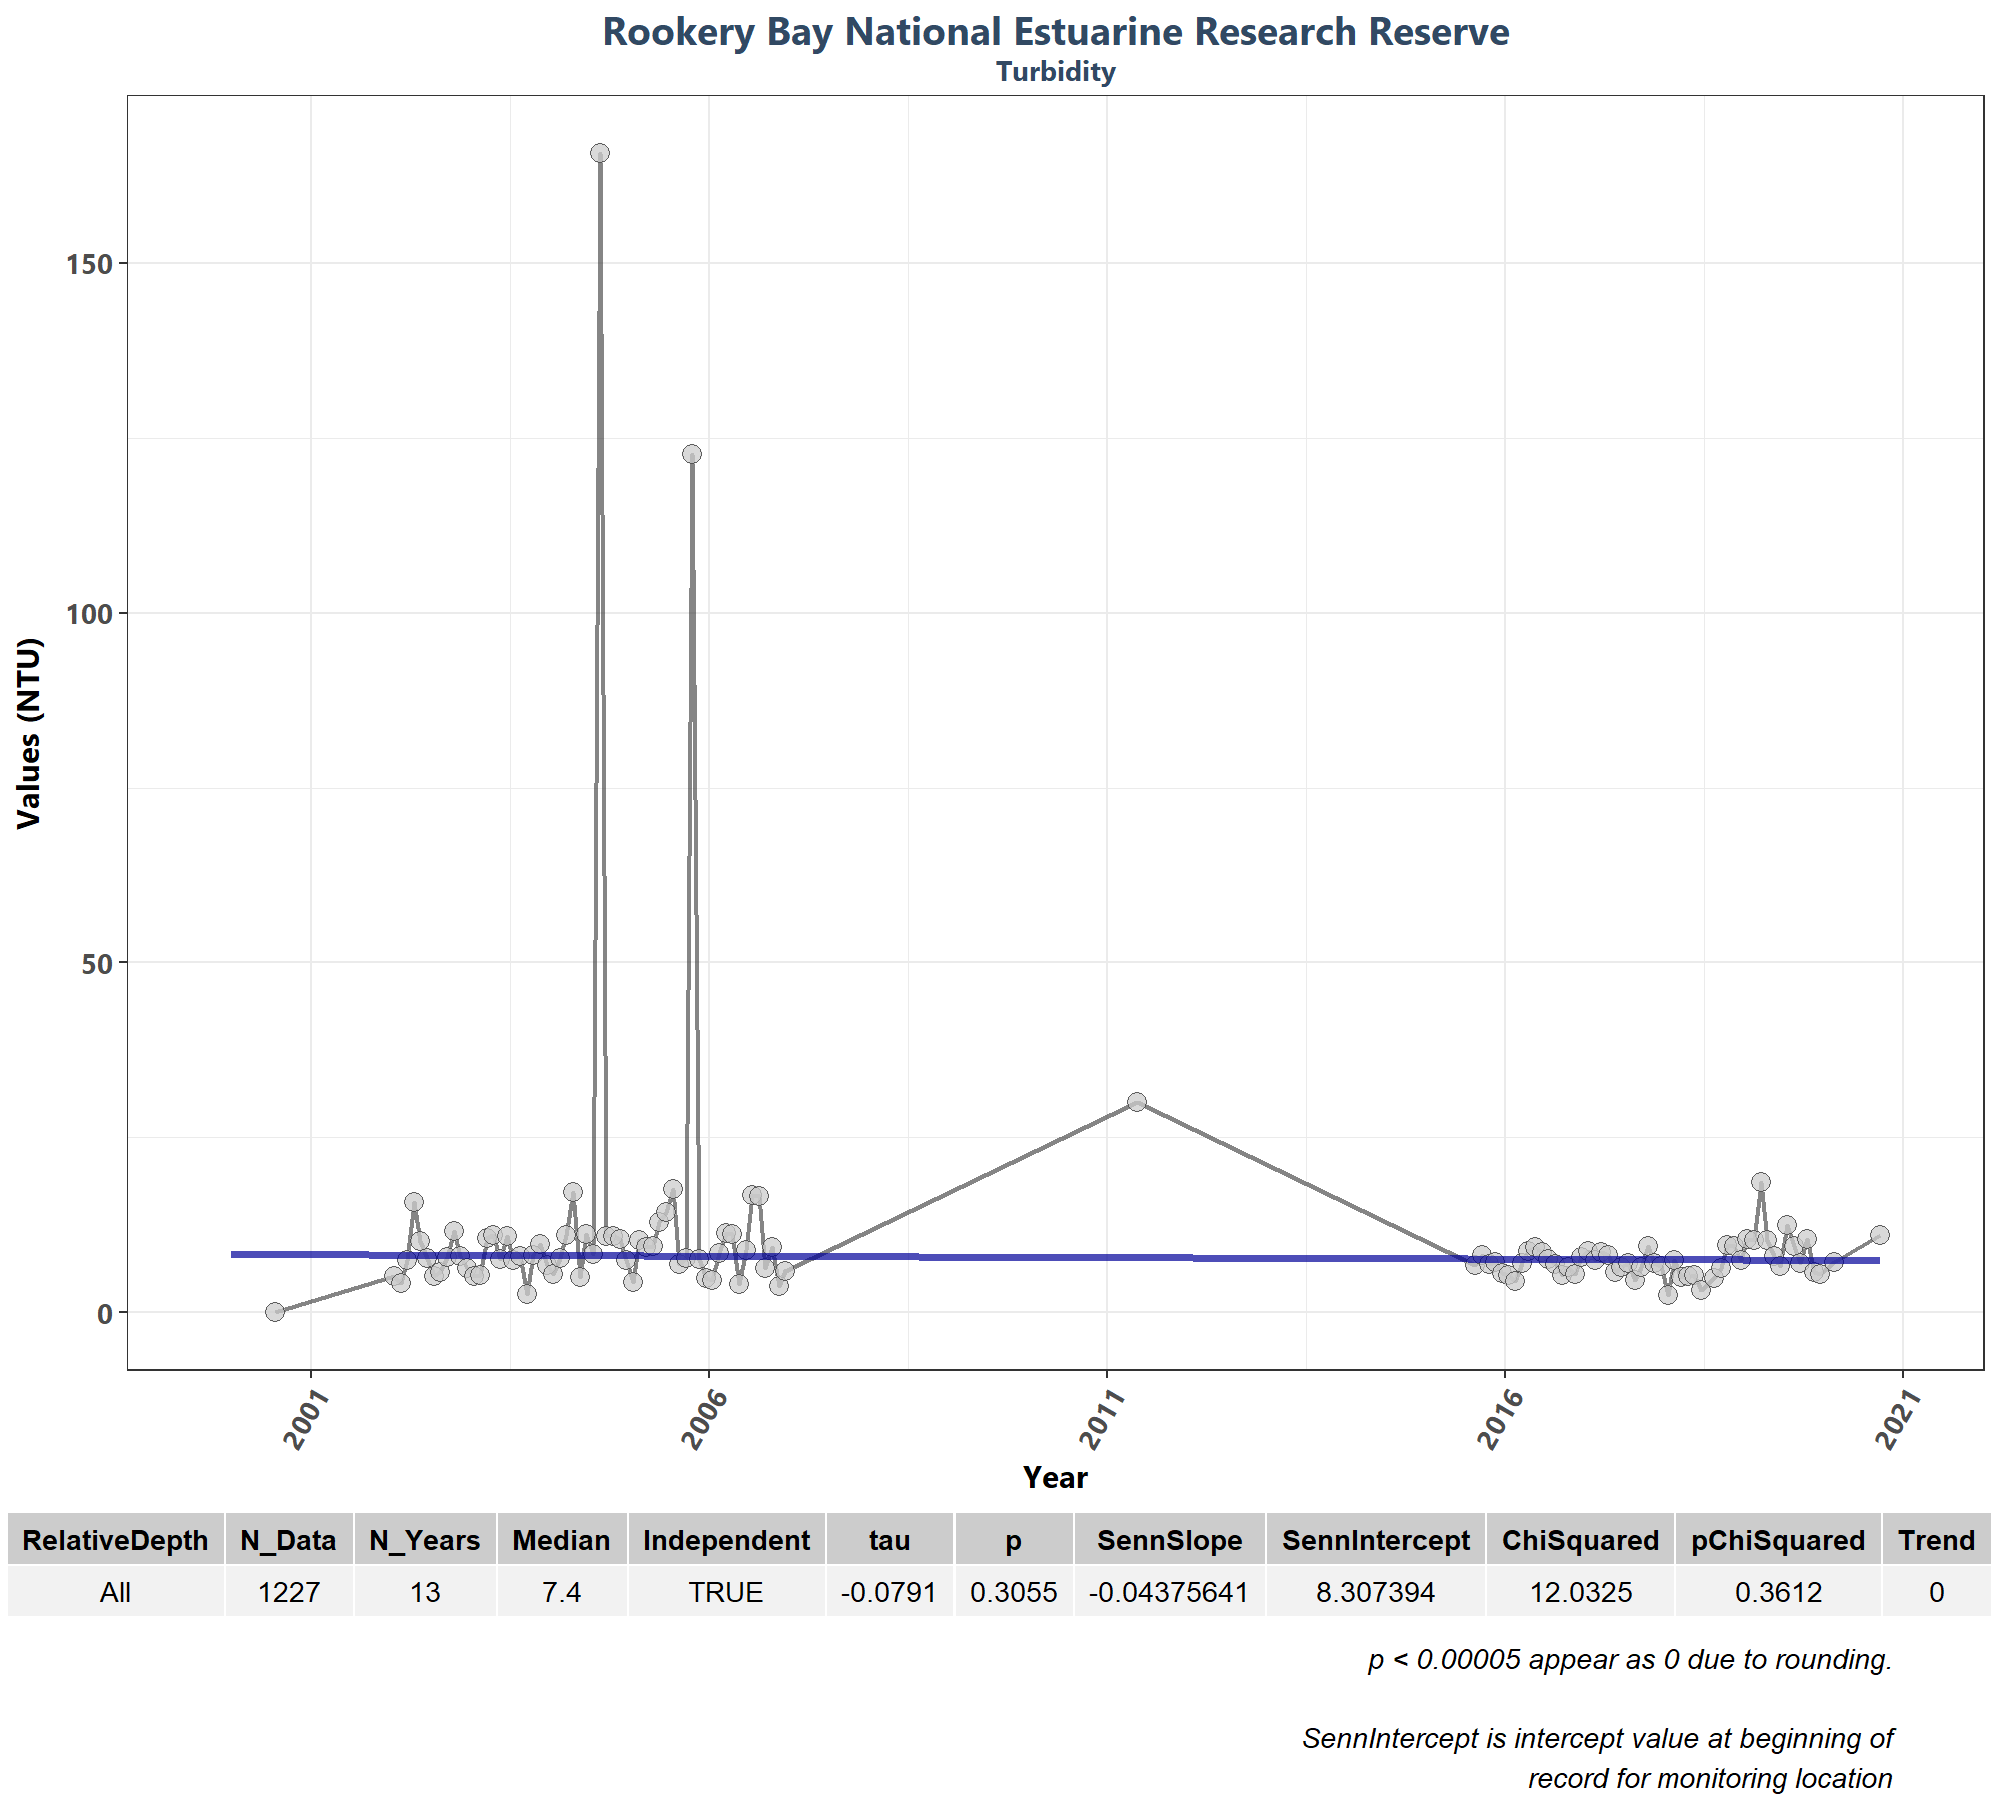 Rookery Bay National Estuarine Research Reserve
Turbidity
Values (NTU)
150
100
50
0
2001
2006
2011
2016
2021
Year
RelativeDepth N_Data N_Years Median Independent tau p SennSlope SennIntercept ChiSquared pChiSquared Trend
All 1227 13 7.4 TRUE -0.0791 0.3055 -0.04375641 8.307394 12.0325 0.3612 0
p < 0.00005 appear as 0 due to rounding.
SennIntercept is intercept value at beginning of
record for monitoring location